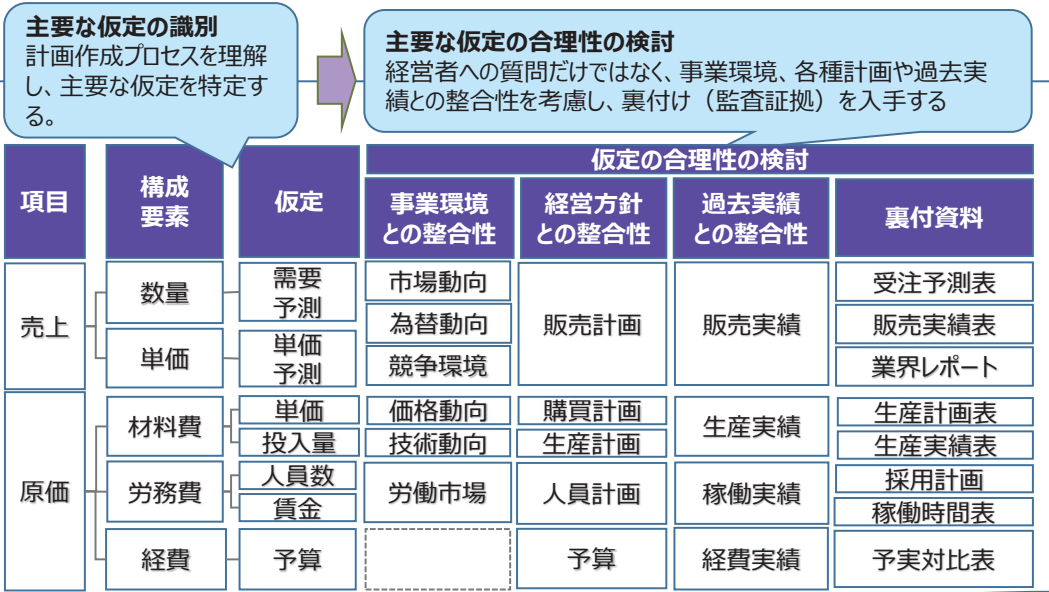 主要な仮定の識別
計画作成プロセスを理解
し、主要な仮定を特定す
る。
主要な仮定の合理性の検討
経営者への質問だけではなく、事業環境、各種計画や過去実
績との整合性を考慮し、裏付け（監査証拠）を入手する
項目
構成
要素
仮定
仮定の合理性の検討
事業環境
との整合性
経営方針
との整合性
過去実績
との整合性
裏付資料
売上
数量
需要
予測
単価
単価
予測
市場動向
為替動向
競争環境
販売計画
販売実績
受注予測表
販売実績表
業界レポート
原価
材料費
単価
投入量
価格動向
技術動向
購買計画
生産計画
生産実績
生産計画表
生産実績表
労務費
人員数
賃金
労働市場
人員計画
稼働実績
採用計画
稼働時間表
経費
予算
予算
経費実績
予実対比表